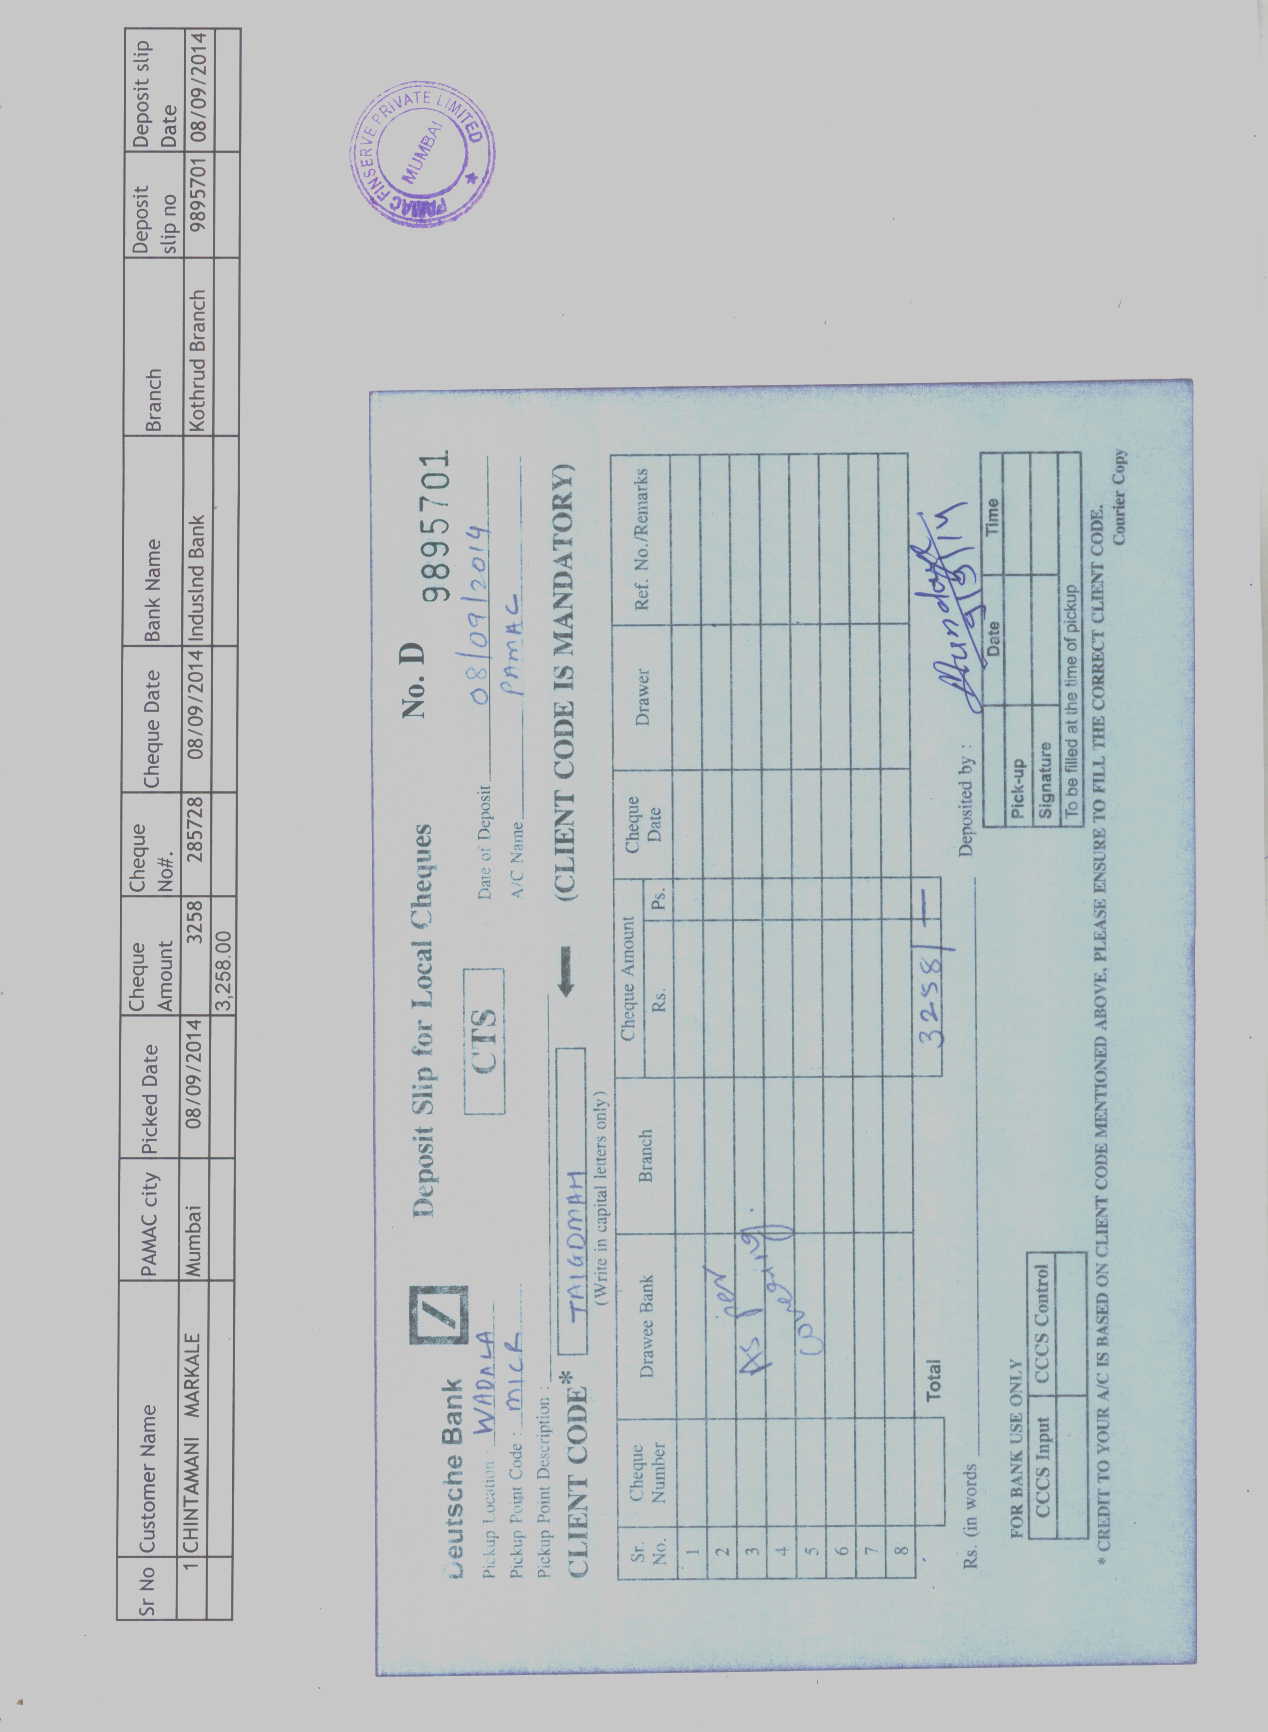 Sr No Customer Name PAMAC city Picked Date Cheque Amount Cheque No#. Cheque Date Bank Name Branch Deposit slip no Deposit slip Date
1 CHINTAMANI MARKALE Mumbai 08/09/2014 3258 285728 08/09/2014 IndusInd Bank Kothrud Branch 9895701 08/09/2014
3,258.00
PAMAC FINSERVE PRIVATE LIMITED
MUMBAI
Deutsche Bank Deposit Slip for Local Cheques No. D 9895701
Pickup Location : WADALA CTS Date of Deposit 08/09/2014
Pickup Point Code : MICR A/C Name PAMAC
Pickup Point Description :
CLIENT CODE* TAIGDMAH (CLIENT CODE IS MANDATORY)
(Write in capital letters only)
Sr. No. Cheque Number Drawee Bank Branch Cheque Amount Rs. Ps. Cheque Date Drawer Ref. No./Remarks
1
2
3
4
5
6
7
8
As per
covering.
Total 3258/-
Rs. (in words Deposited by :
9/9/14
Date Time
Pick-up
Signature
To be filled at the time of pickup
FOR BANK USE ONLY
CCCS Input CCCS Control
* CREDIT TO YOUR A/C IS BASED ON CLIENT CODE MENTIONED ABOVE, PLEASE ENSURE TO FILL THE CORRECT CLIENT CODE.
Courier Copy